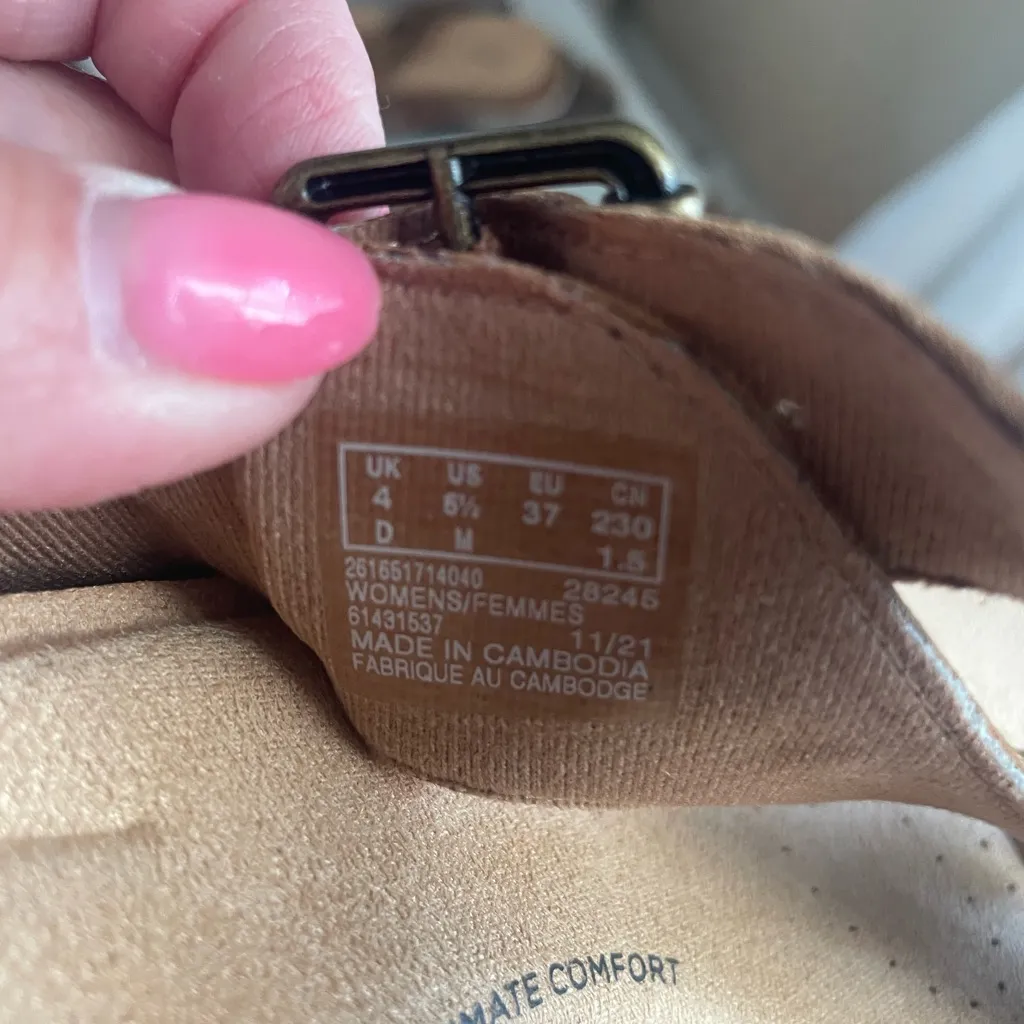 UK US EU CN
4 6½ 37 230
D M 1.5
261651714040 28245
WOMENS/FEMMES
61431537 11/21
MADE IN CAMBODIA
FABRIQUE AU CAMBODGE
COMFORT